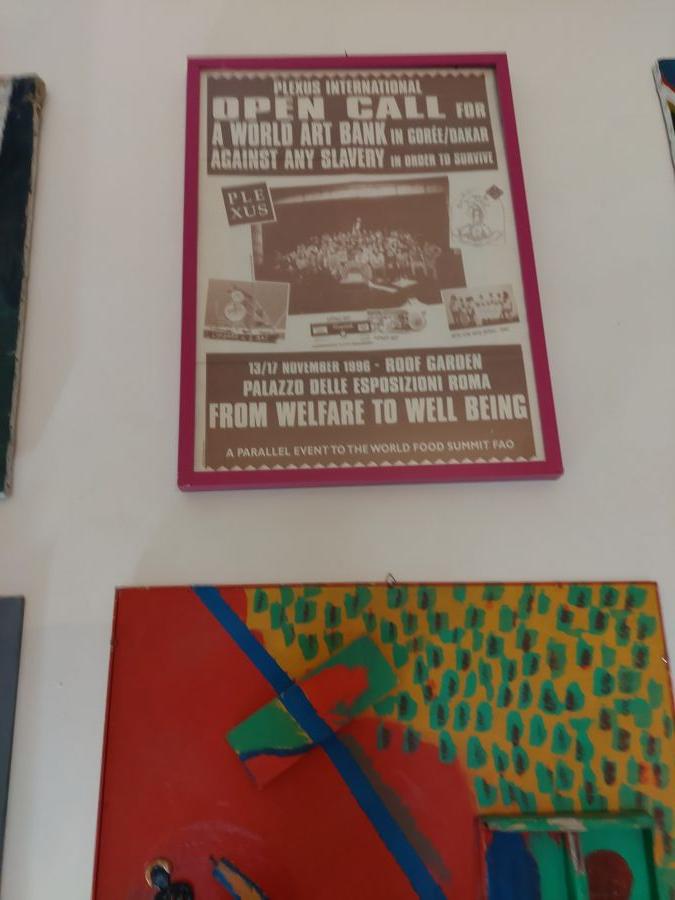 PLEXUS INTERNATIONAL
OPEN CALL FOR
A WORLD ART BANK IN GORÉE/DAKAR
AGAINST ANY SLAVERY IN ORDER TO SURVIVE
PLE
XUS
13/17 NOVEMBER 1996 - ROOF GARDEN
PALAZZO DELLE ESPOSIZIONI ROMA
FROM WELFARE TO WELL BEING
A PARALLEL EVENT TO THE WORLD FOOD SUMMIT FAO